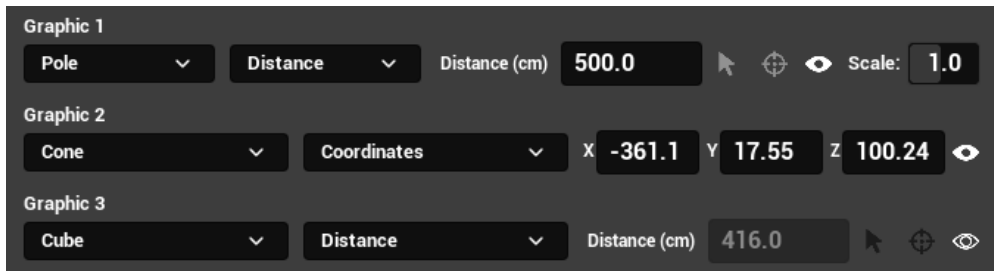 Graphic 1
Pole Distance Distance (cm) 500.0 Scale: 1.0
Graphic 2
Cone Coordinates X -361.1 Y 17.55 Z 100.24
Graphic 3
Cube Distance Distance (cm) 416.0